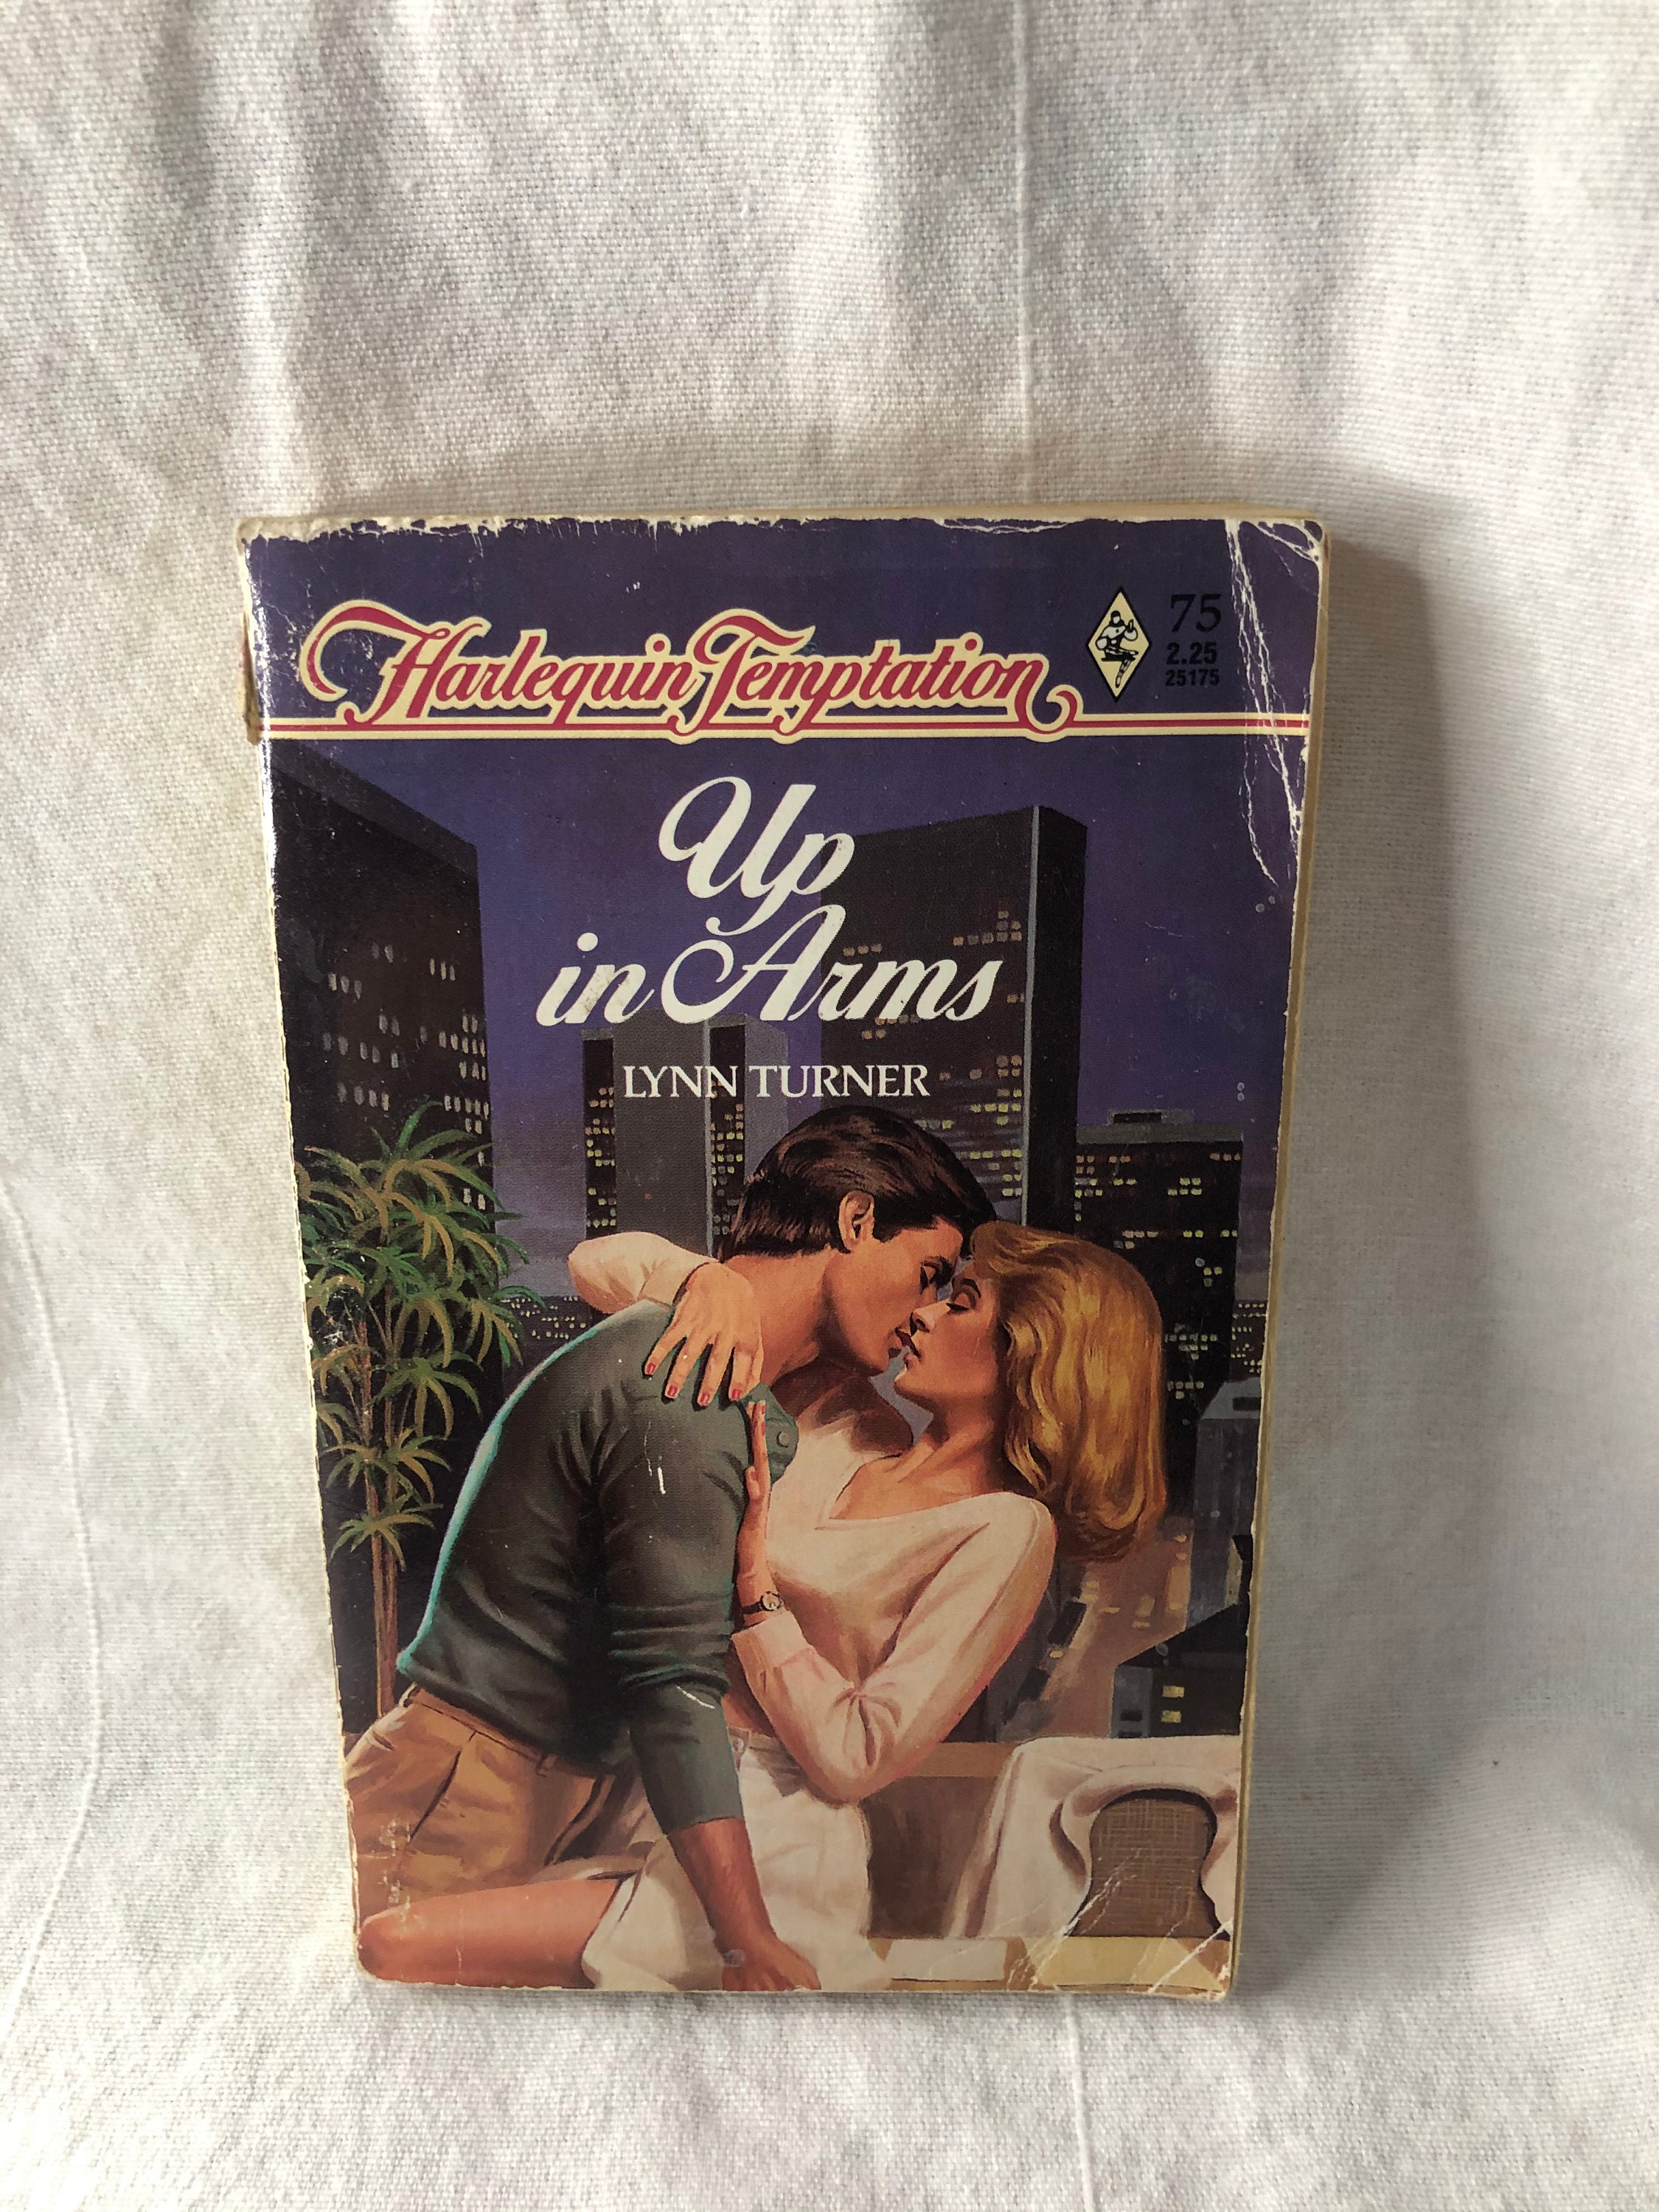 Harlequin Temptation
75
2.25
25175
Up
in Arms
LYNN TURNER